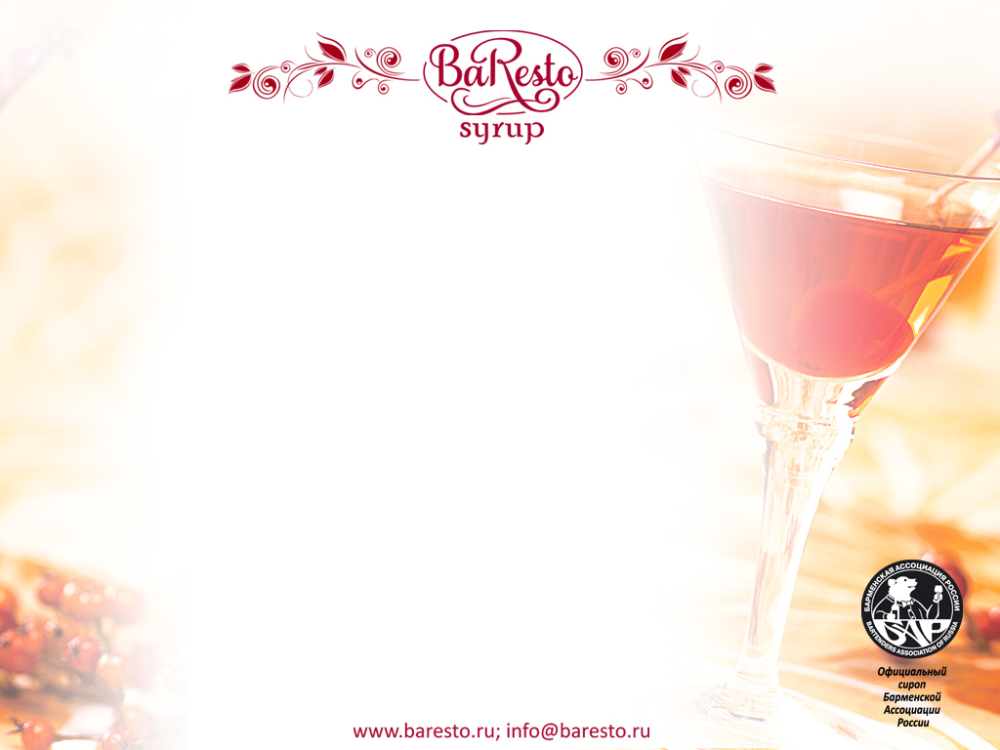 BaResto
syrup
БАРМЕНСКАЯ АССОЦИАЦИЯ РОССИИ
БАР
BARTENDERS ASSOCIATION OF RUSSIA
Официальный
сироп
Барменской
Ассоциации
России
www.baresto.ru; info@baresto.ru